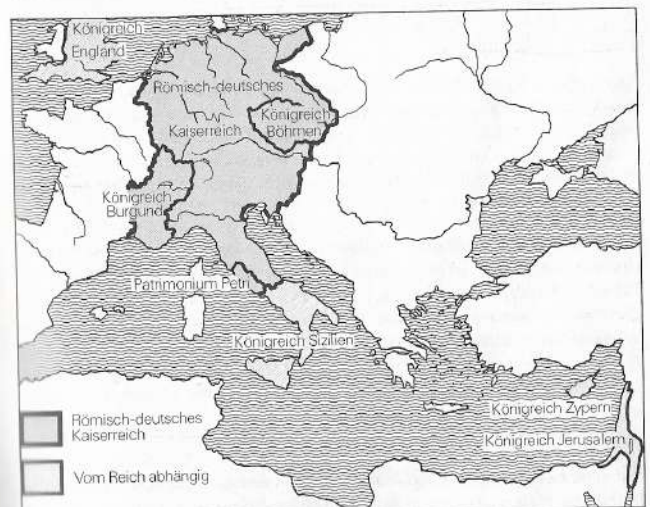 Königreich
England
Römisch-deutsches
Kaiserreich
Königreich
Böhmen
Königreich
Burgund
Patrimonium Petri
Königreich Sizilien
Königreich Zypern
Königreich Jerusalem
Römisch-deutsches
Kaiserreich
Vom Reich abhängig